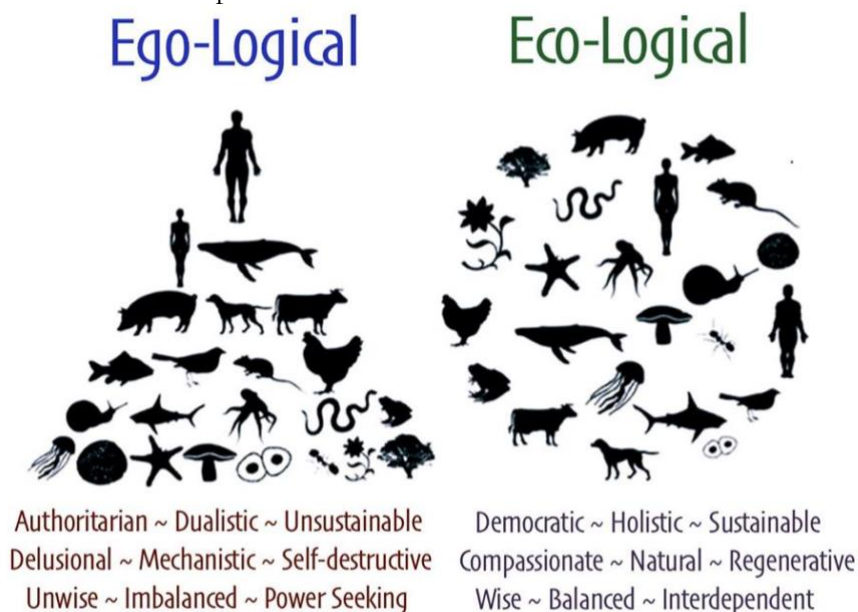 Ego-Logical
Eco-Logical
Authoritarian ~ Dualistic ~ Unsustainable
Delusional ~ Mechanistic ~ Self-destructive
Unwise ~ Imbalanced ~ Power Seeking
Democratic ~ Holistic ~ Sustainable
Compassionate ~ Natural ~ Regenerative
Wise ~ Balanced ~ Interdependent